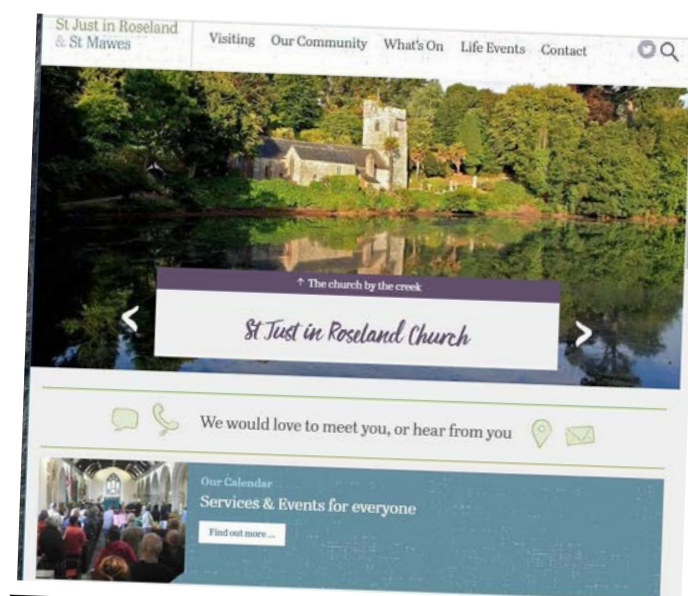 St Just in Roseland
& St Mawes
Visiting Our Community What's On Life Events Contact
↑ The church by the creek
St Just in Roseland Church
We would love to meet you, or hear from you
Our Calendar
Services & Events for everyone
Find out more ...